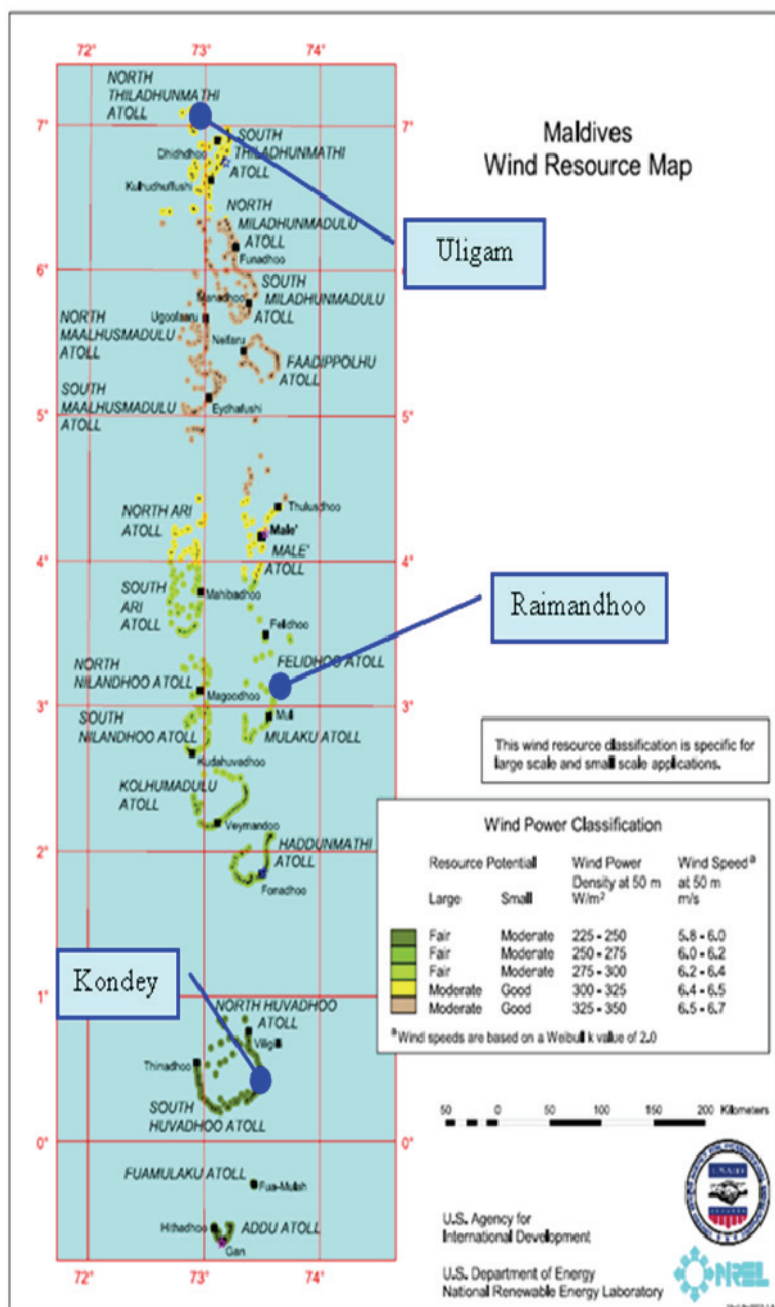 72°
73°
74°
NORTH
THILADHUNMATHI
ATOLL
7°
7°
SOUTH
THILADHUNMATHI
ATOLL
Dhidhdhoo
Kulhudhuffushi
Maldives
Wind Resource Map
Uligam
NORTH
MILADHUNMADULU
ATOLL
Funadhoo
6°
6°
SOUTH
MILADHUNMADULU
ATOLL
Manadhoo
NORTH
MAALHUSMADULU
ATOLL
Ugoofaaru
Neifaru
FAADIPPOLHU
ATOLL
SOUTH
MAALHUSMADULU
ATOLL
Eydhafushi
5°
5°
NORTH ARI
ATOLL
Thulusdhoo
Male'
MALE'
ATOLL
4°
4°
SOUTH
ARI
ATOLL
Mahibadhoo
Raimandhoo
Felidhoo
FELIDHOO ATOLL
NORTH
NILANDHOO ATOLL
Magoodhoo
3°
3°
SOUTH
NILANDHOO ATOLL
Muli
MULAKU ATOLL
Kudahuvadhoo
This wind resource classification is specific for
large scale and small scale applications.
KOLHUMADULU
ATOLL
Veymandoo
2°
2°
HADDUNMATHI
ATOLL
Fonadhoo
Wind Power Classification
Resource Potential Wind Power Wind Speed a
Density at 50 m at 50 m
Large Small W/m² m/s
Fair Moderate 225 - 250 5.8 - 6.0
Fair Moderate 250 - 275 6.0 - 6.2
Fair Moderate 275 - 300 6.2 - 6.4
Moderate Good 300 - 325 6.4 - 6.5
Moderate Good 325 - 350 6.5 - 6.7
a Wind speeds are based on a Weibull k value of 2.0
Kondey
1°
1°
NORTH HUVADHOO
ATOLL
Viligili
Thinadhoo
SOUTH
HUVADHOO ATOLL
50 0 50 100 150 200 Kilometers
0°
0°
FUAMULAKU ATOLL
Fua-Mulah
Hithadhoo
ADDU ATOLL
Gan
USAID
U.S. Agency for
International Development
U.S. Department of Energy
National Renewable Energy Laboratory
NREL
72°
73°
74°